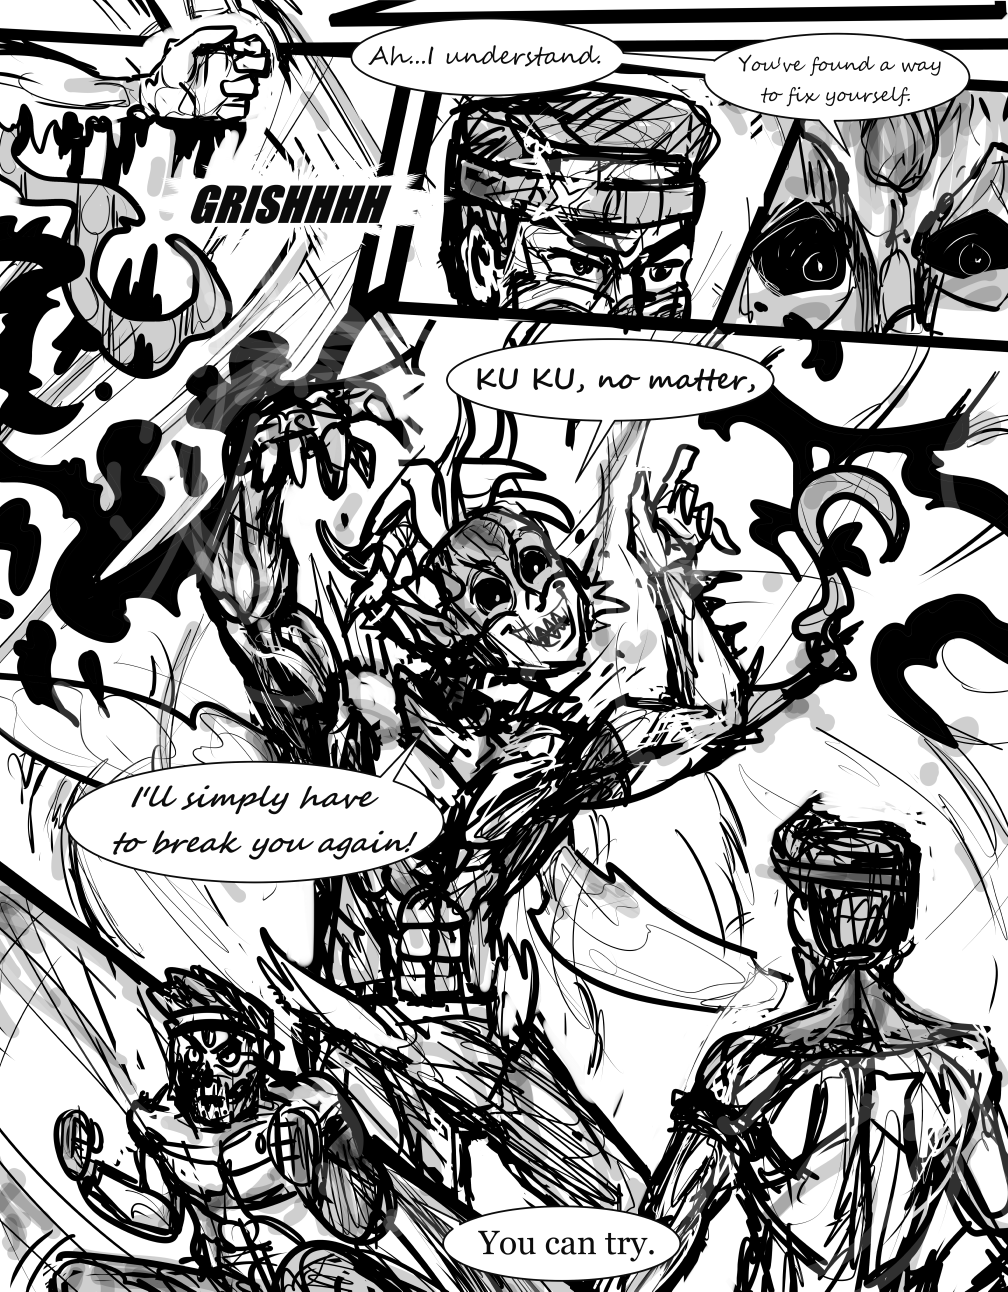 Ah...I understand.
You've found a way
to fix yourself.
GRISHHHH
KU KU, no matter,
I'll simply have
to break you again!
You can try.